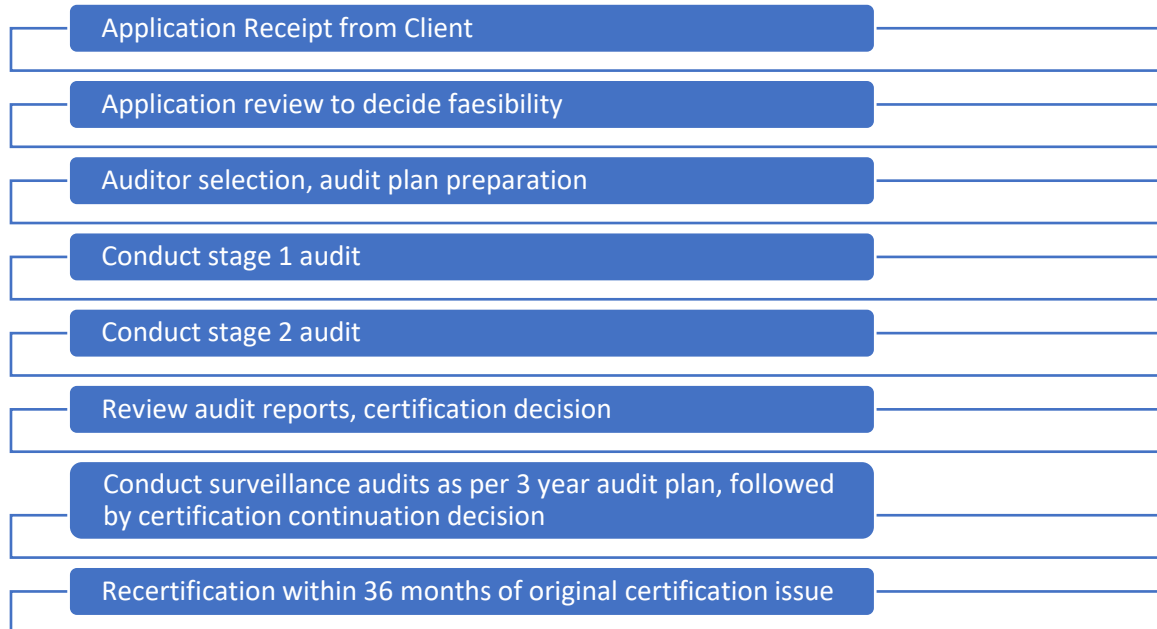 Application Receipt from Client
Application review to decide faesibility
Auditor selection, audit plan preparation
Conduct stage 1 audit
Conduct stage 2 audit
Review audit reports, certification decision
Conduct surveillance audits as per 3 year audit plan, followed
by certification continuation decision
Recertification within 36 months of original certification issue